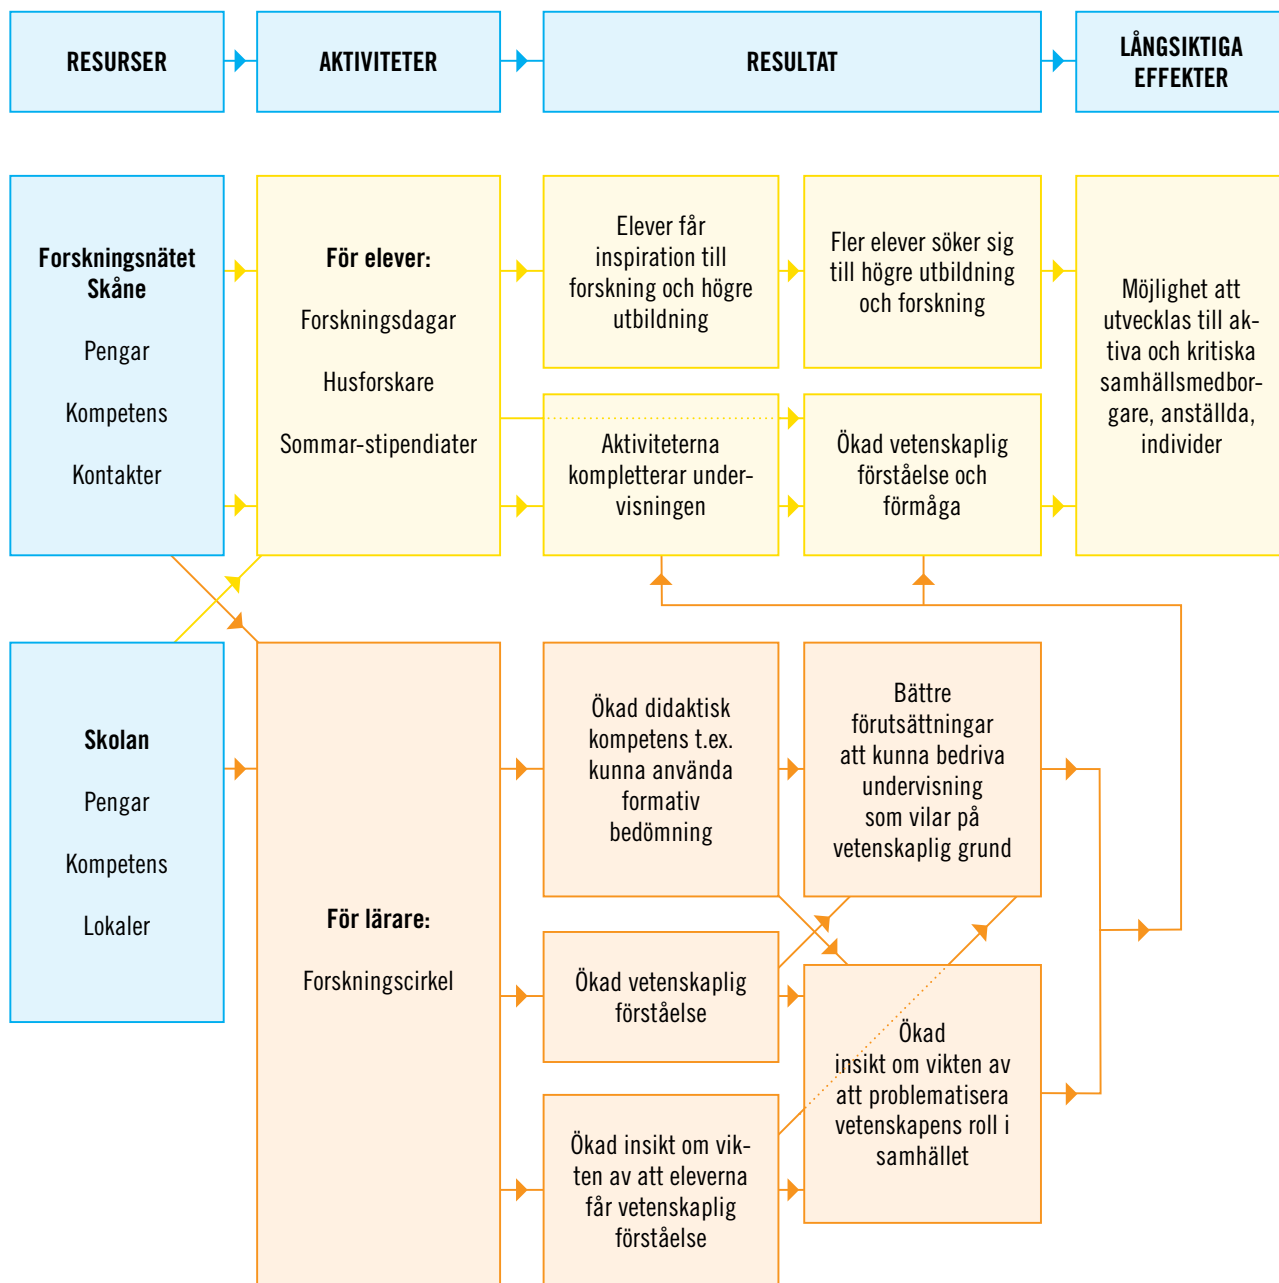 RESURSER
AKTIVITETER
RESULTAT
LÅNGSIKTIGA
EFFEKTER
Forskningsnätet
Skåne
Pengar
Kompetens
Kontakter
För elever:
Forskningsdagar
Husforskare
Sommar-stipendiater
Elever får
inspiration till
forskning och högre
utbildning
Fler elever söker sig
till högre utbildning
och forskning
Aktiviteterna
kompletterar under-
visningen
Ökad vetenskaplig
förståelse och
förmåga
Möjlighet att
utvecklas till ak-
tiva och kritiska
samhällsmedbor-
gare, anställda,
individer
Skolan
Pengar
Kompetens
Lokaler
För lärare:
Forskningscirkel
Ökad didaktisk
kompetens t.ex.
kunna använda
formativ
bedömning
Bättre
förutsättningar
att kunna bedriva
undervisning
som vilar på
vetenskaplig grund
Ökad vetenskaplig
förståelse
Ökad
insikt om vikten av
att problematisera
vetenskapens roll i
samhället
Ökad insikt om vik-
ten av att eleverna
får vetenskaplig
förståelse